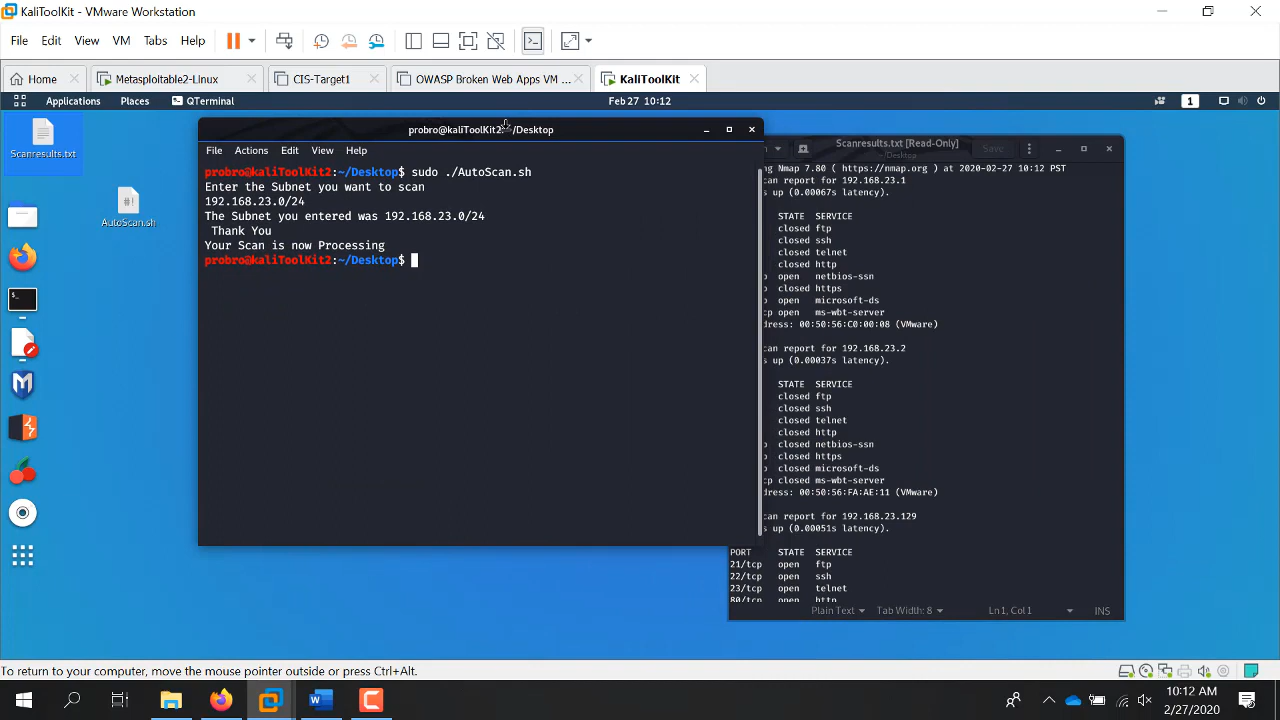 KaliToolKit - VMware Workstation
File Edit View VM Tabs Help
Home Metasploitable2-Linux CIS-Target1 OWASP Broken Web Apps VM ... KaliToolKit
Applications Places QTerminal Feb 27 10:12 1
Scanresults.txt
AutoScan.sh
probro@kaliToolKit2: ~/Desktop
File Actions Edit View Help
probro@kaliToolKit2:~/Desktop$ sudo ./AutoScan.sh
Enter the Subnet you want to scan
192.168.23.0/24
The Subnet you entered was 192.168.23.0/24
Thank You
Your Scan is now Processing
probro@kaliToolKit2:~/Desktop$
Scanresults.txt [Read-Only]
~/Desktop
Save
ng Nmap 7.80 ( https://nmap.org ) at 2020-02-27 10:12 PST
can report for 192.168.23.1
s up (0.00067s latency).
STATE SERVICE
closed ftp
closed ssh
closed telnet
closed http
p open netbios-ssn
p closed https
p open microsoft-ds
cp open ms-wbt-server
dress: 00:50:56:C0:00:08 (VMware)
can report for 192.168.23.2
s up (0.00037s latency).
STATE SERVICE
closed ftp
closed ssh
closed telnet
closed http
p closed netbios-ssn
p closed https
p closed microsoft-ds
cp closed ms-wbt-server
dress: 00:50:56:FA:AE:11 (VMware)
can report for 192.168.23.129
s up (0.00051s latency).
PORT STATE SERVICE
21/tcp open ftp
22/tcp open ssh
23/tcp open telnet
80/tcp open http
Plain Text Tab Width: 8 Ln 1, Col 1 INS
To return to your computer, move the mouse pointer outside or press Ctrl+Alt.
10:12 AM
2/27/2020